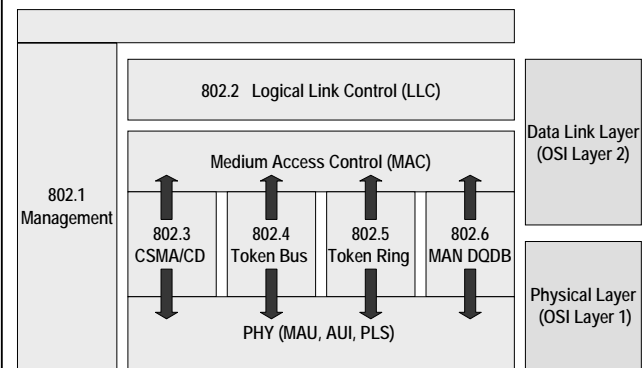 802.2 Logical Link Control (LLC)
Data Link Layer
(OSI Layer 2)
Medium Access Control (MAC)
802.1
Management
802.3
CSMA/CD
802.4
Token Bus
802.5
Token Ring
802.6
MAN DQDB
Physical Layer
(OSI Layer 1)
PHY (MAU, AUI, PLS)